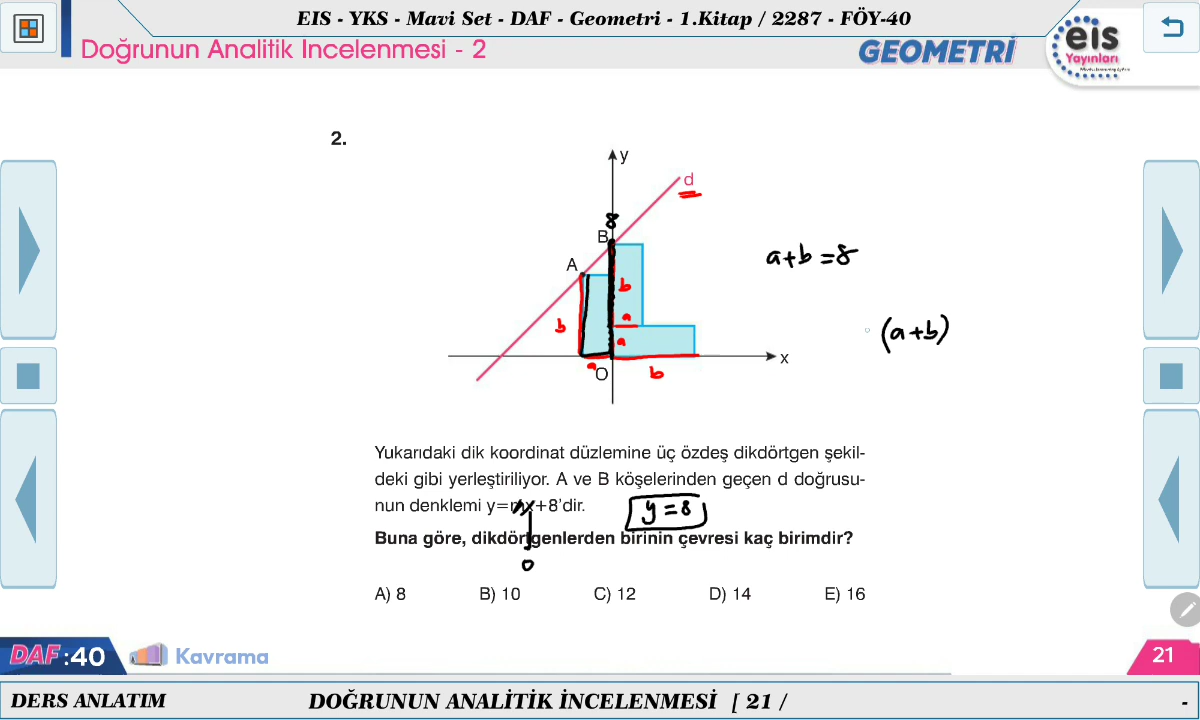 EIS - YKS - Mavi Set - DAF - Geometri - 1.Kitap / 2287 - FÖY-40
Doğrunun Analitik İncelenmesi - 2
GEOMETRİ
eis
Yayınları
2.
y
d
8
B
A
a+b=8
b
a
b
a
(a+b)
x
a
O
b
Yukarıdaki dik koordinat düzlemine üç özdeş dikdörtgen şekil-
deki gibi yerleştiriliyor. A ve B köşelerinden geçen d doğrusu-
nun denklemi y=mx+8'dir.
y=8
Buna göre, dikdörtgenlerden birinin çevresi kaç birimdir?
0
A) 8 B) 10 C) 12 D) 14 E) 16
DAF:40 Kavrama
21
DERS ANLATIM DOĞRUNUN ANALİTİK İNCELENMESİ [ 21 / -